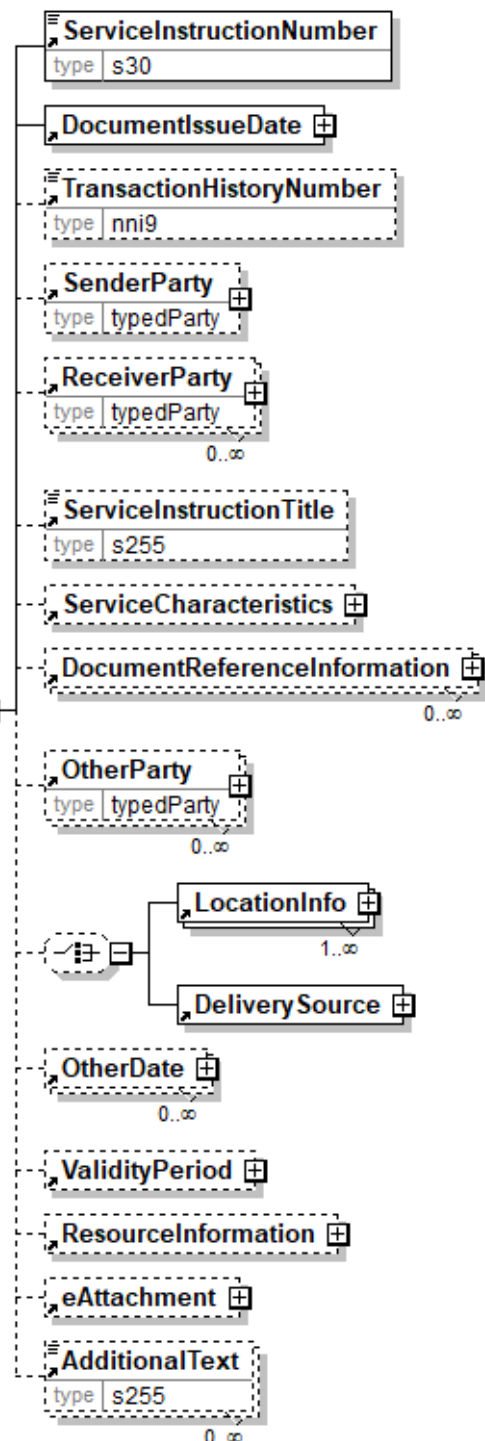 ServiceInstructionNumber
type s30
DocumentIssueDate
TransactionHistoryNumber
type nni9
SenderParty
type typedParty
ReceiverParty
type typedParty
0..∞
ServiceInstructionTitle
type s255
ServiceCharacteristics
DocumentReferenceInformation
0..∞
OtherParty
type typedParty
0..∞
LocationInfo
1..∞
DeliverySource
OtherDate
0..∞
ValidityPeriod
ResourceInformation
eAttachment
AdditionalText
type s255
0..∞